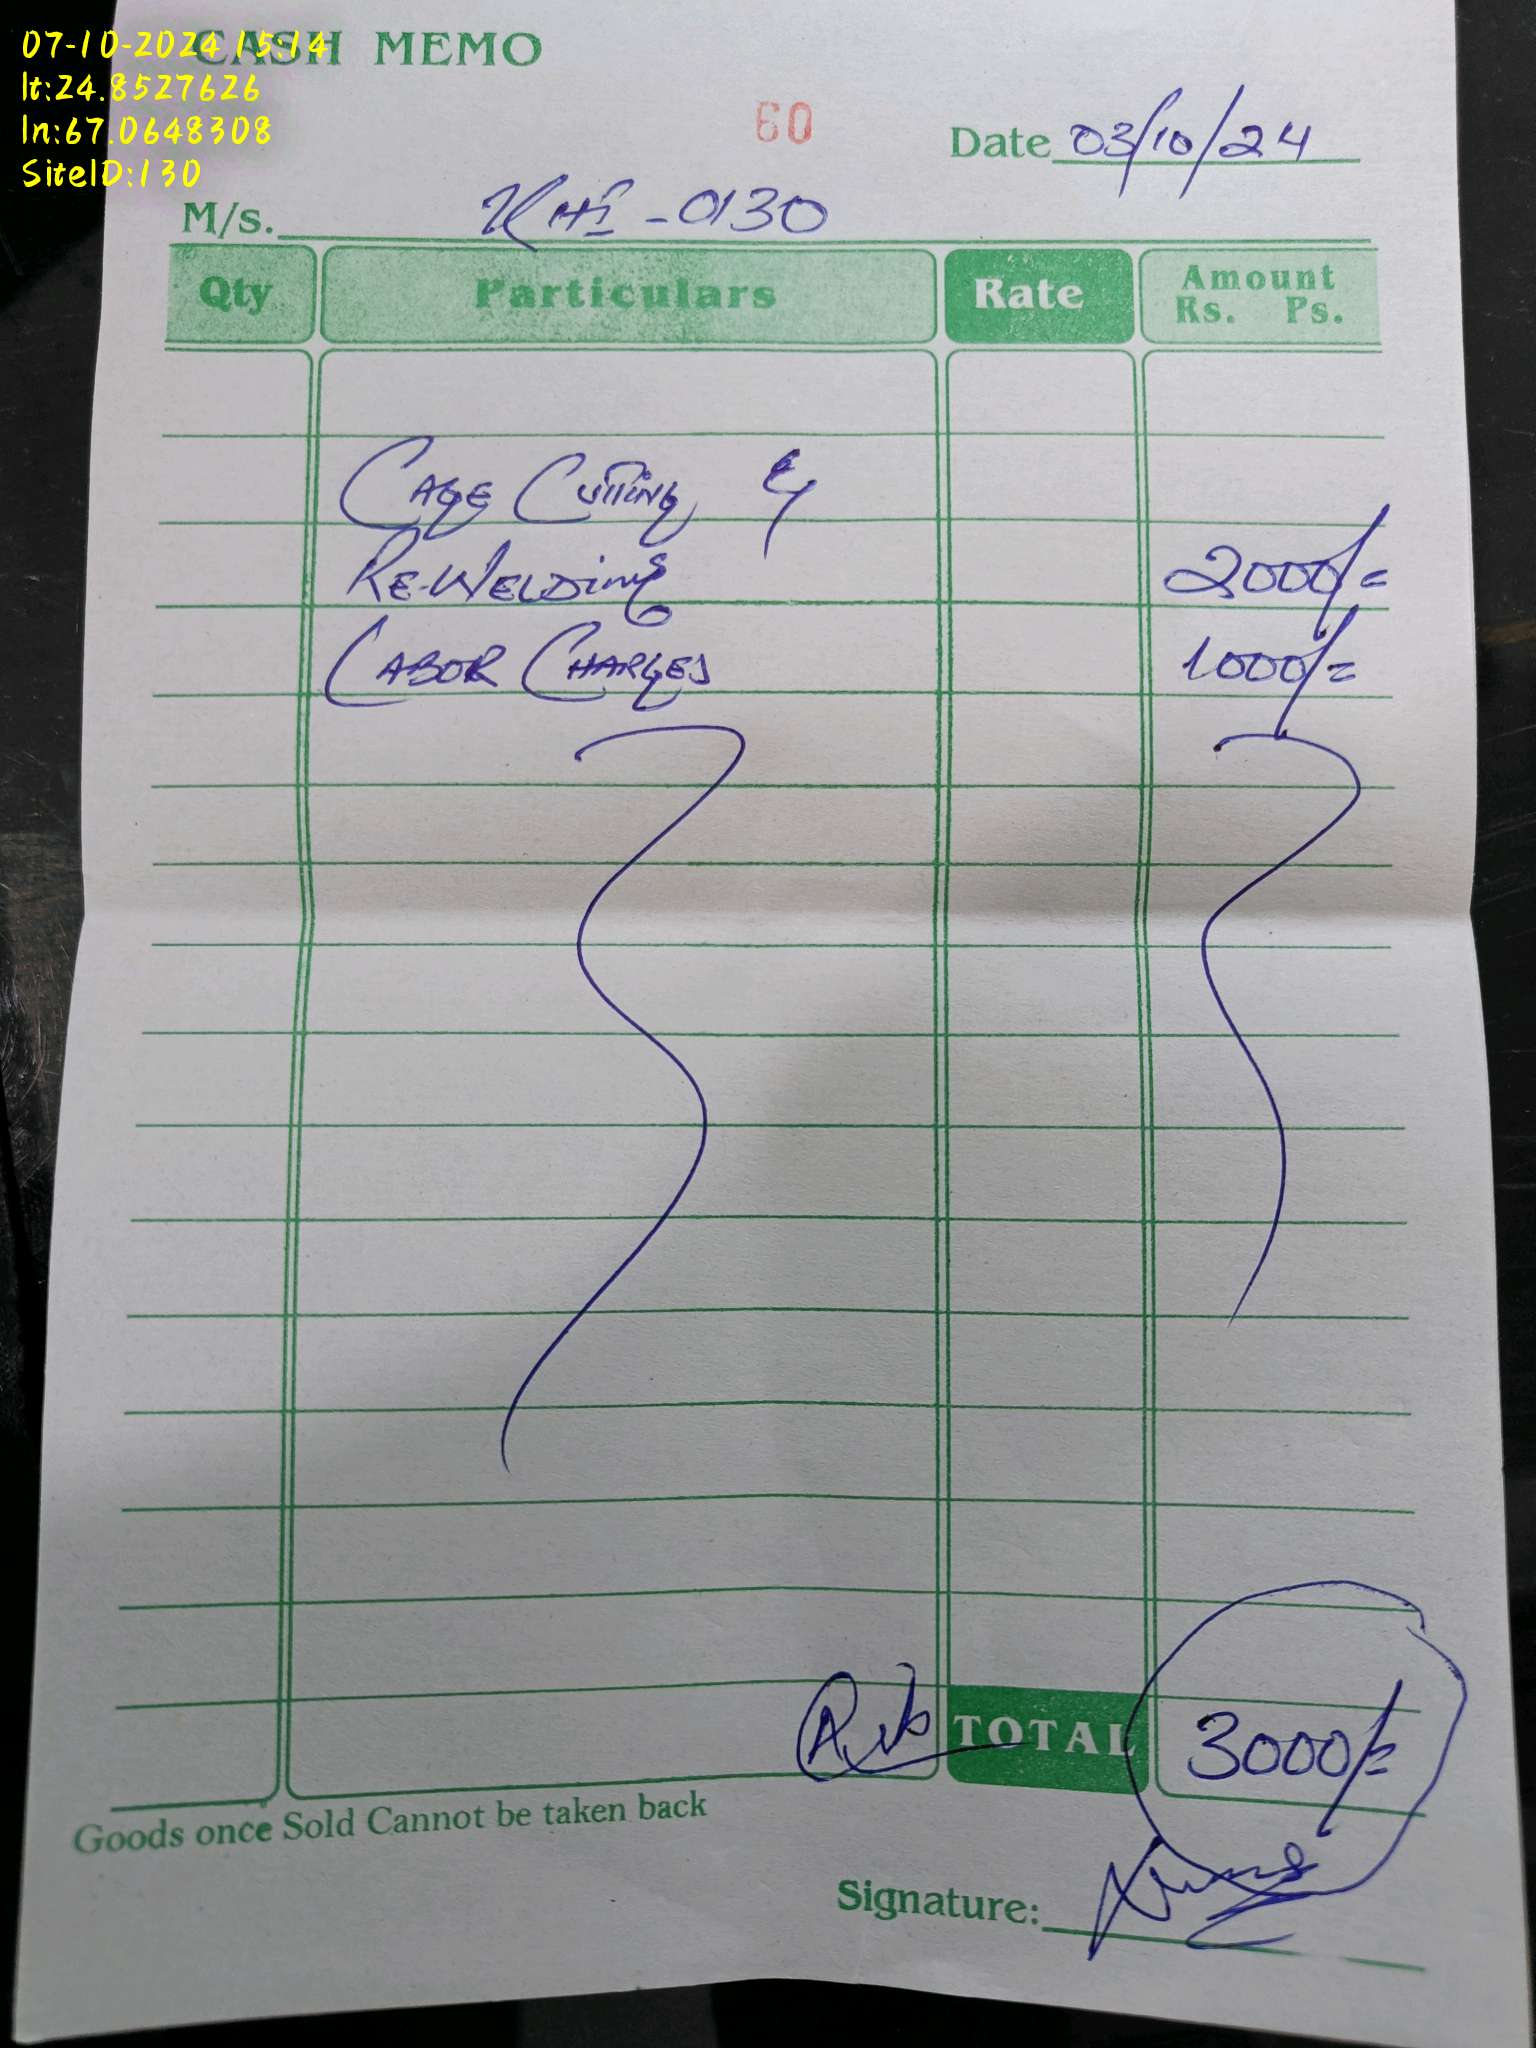 07-10-2024 15:14
lt:24.8527626
ln:67.0648308
SiteID:130
CASH MEMO
60
Date 03/10/24
M/s. KHI-0130
Qty Particulars Rate Amount Rs. Ps.
CAGE CUTTING &
RE-WELDING 2000/=
LABOR CHARGES 1000/=
TOTAL 3000/=
Goods once Sold Cannot be taken back
Signature: